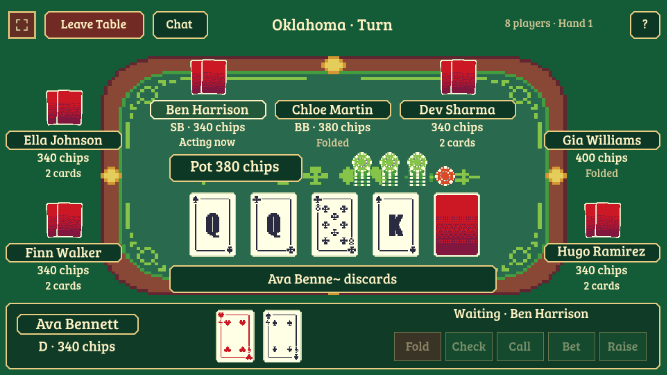 Leave Table
Chat
Oklahoma · Turn
8 players · Hand 1
?
Ben Harrison
SB · 340 chips
Acting now
Chloe Martin
BB · 380 chips
Folded
Dev Sharma
340 chips
2 cards
Ella Johnson
340 chips
2 cards
Gia Williams
400 chips
Folded
Pot 380 chips
Q
Q
K
Finn Walker
340 chips
2 cards
Hugo Ramirez
340 chips
2 cards
Ava Benne~ discards
Ava Bennett
D · 340 chips
Waiting · Ben Harrison
Fold
Check
Call
Bet
Raise